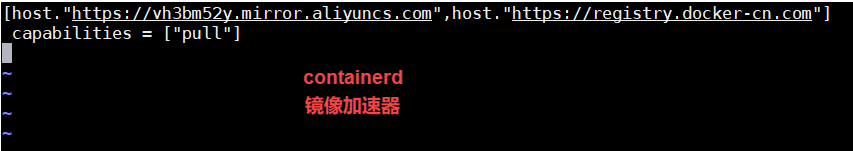 [host."https://vh3bm52y.mirror.aliyuncs.com",host."https://registry.docker-cn.com"]
 capabilities = ["pull"]
~
containerd
~
镜像加速器
~
~